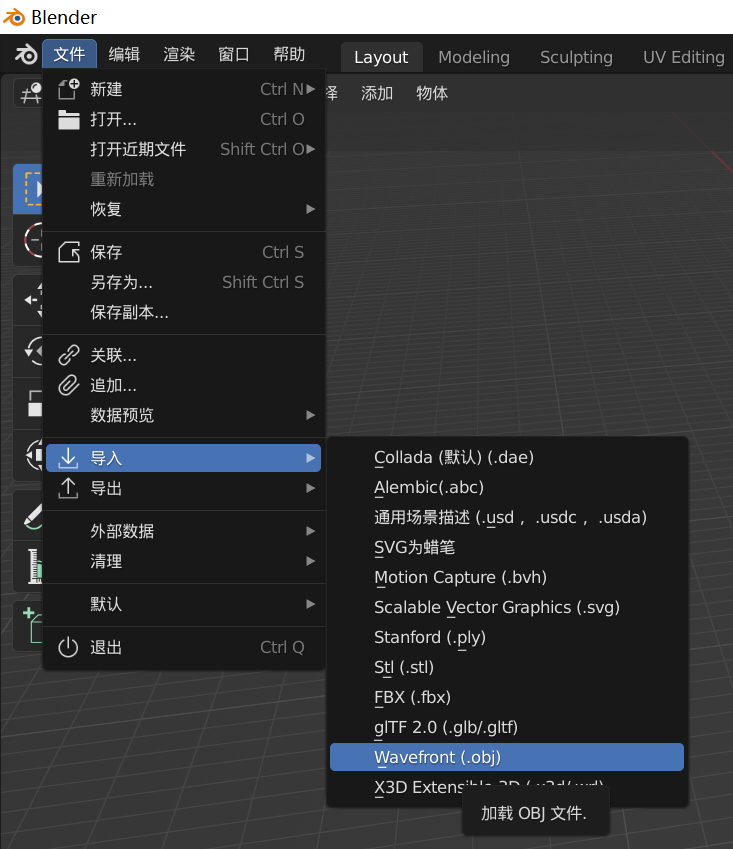 Blender
文件 编辑 渲染 窗口 帮助 Layout Modeling Sculpting UV Editing
新建 Ctrl N
添加 物体
打开... Ctrl O
打开近期文件 Shift Ctrl O
重新加载
恢复
保存 Ctrl S
另存为... Shift Ctrl S
保存副本...
关联...
追加...
数据预览
导入
导出
外部数据
清理
默认
退出 Ctrl Q
Collada (默认) (.dae)
Alembic(.abc)
通用场景描述 (.usd , .usdc , .usda)
SVG为蜡笔
Motion Capture (.bvh)
Scalable Vector Graphics (.svg)
Stanford (.ply)
Stl (.stl)
FBX (.fbx)
glTF 2.0 (.glb/.gltf)
Wavefront (.obj)
X3D Extensible 3D
加载 OBJ 文件.